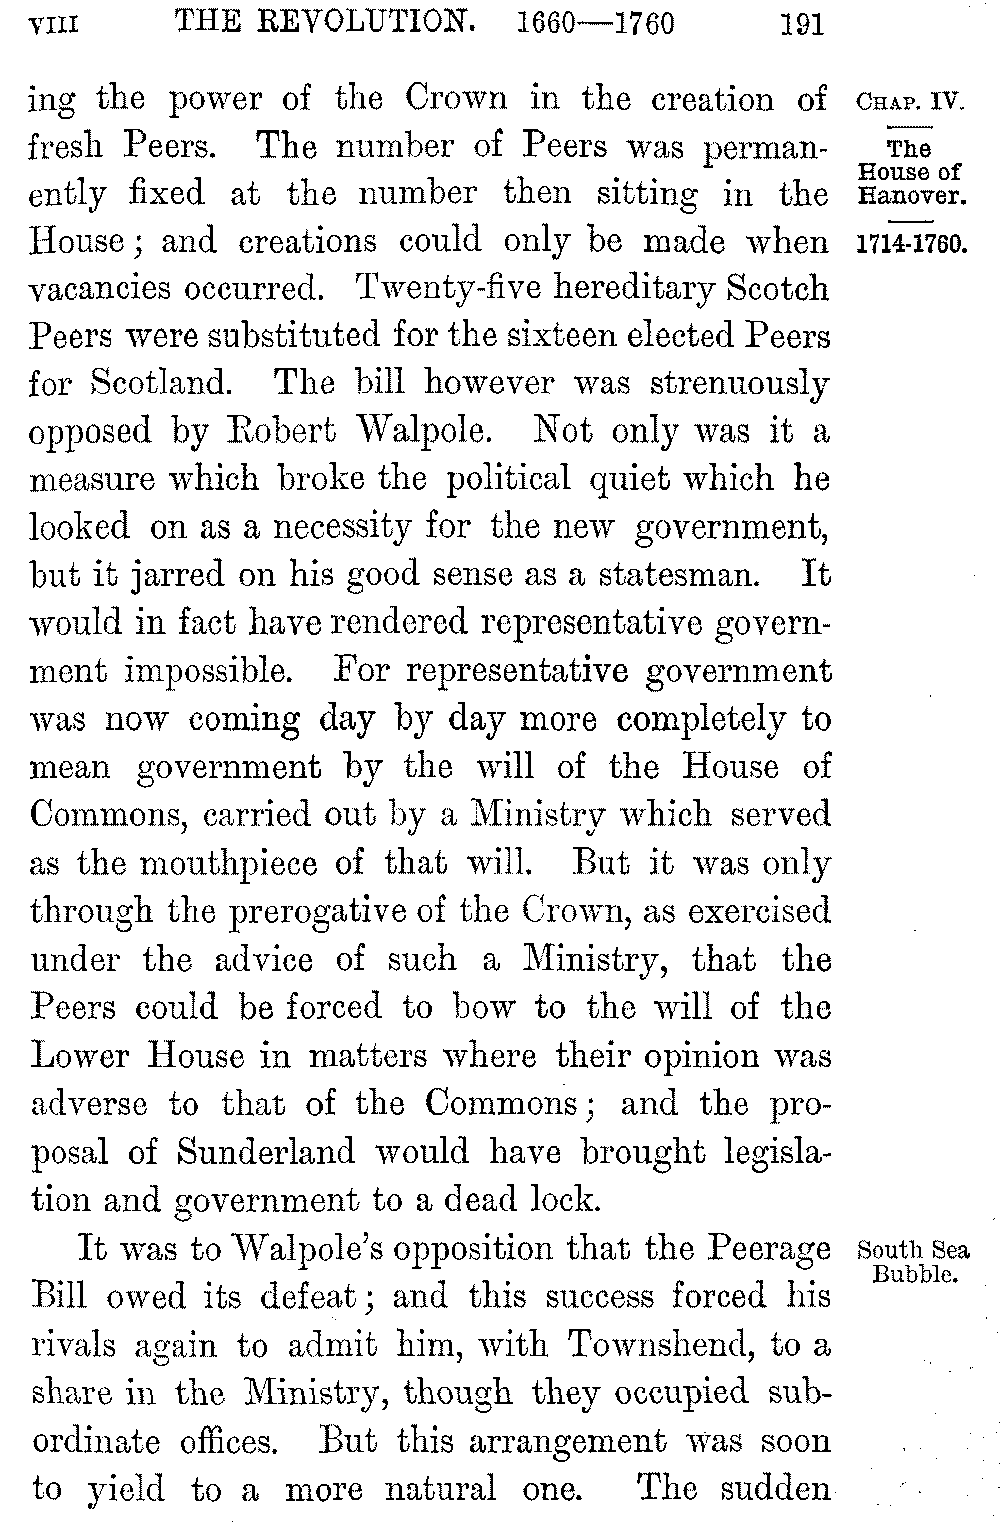 VIII THE REVOLUTION. 1660—1760 191
ing the power of the Crown in the creation of
fresh Peers. The number of Peers was perman-
ently fixed at the number then sitting in the
House; and creations could only be made when
vacancies occurred. Twenty-five hereditary Scotch
Peers were substituted for the sixteen elected Peers
for Scotland. The bill however was strenuously
opposed by Robert Walpole. Not only was it a
measure which broke the political quiet which he
looked on as a necessity for the new government,
but it jarred on his good sense as a statesman. It
would in fact have rendered representative govern-
ment impossible. For representative government
was now coming day by day more completely to
mean government by the will of the House of
Commons, carried out by a Ministry which served
as the mouthpiece of that will. But it was only
through the prerogative of the Crown, as exercised
under the advice of such a Ministry, that the
Peers could be forced to bow to the will of the
Lower House in matters where their opinion was
adverse to that of the Commons; and the pro-
posal of Sunderland would have brought legisla-
tion and government to a dead lock.
It was to Walpole's opposition that the Peerage
Bill owed its defeat; and this success forced his
rivals again to admit him, with Townshend, to a
share in the Ministry, though they occupied sub-
ordinate offices. But this arrangement was soon
to yield to a more natural one. The sudden
CHAP. IV.
The
House of
Hanover.
1714-1760.
South Sea
Bubble.